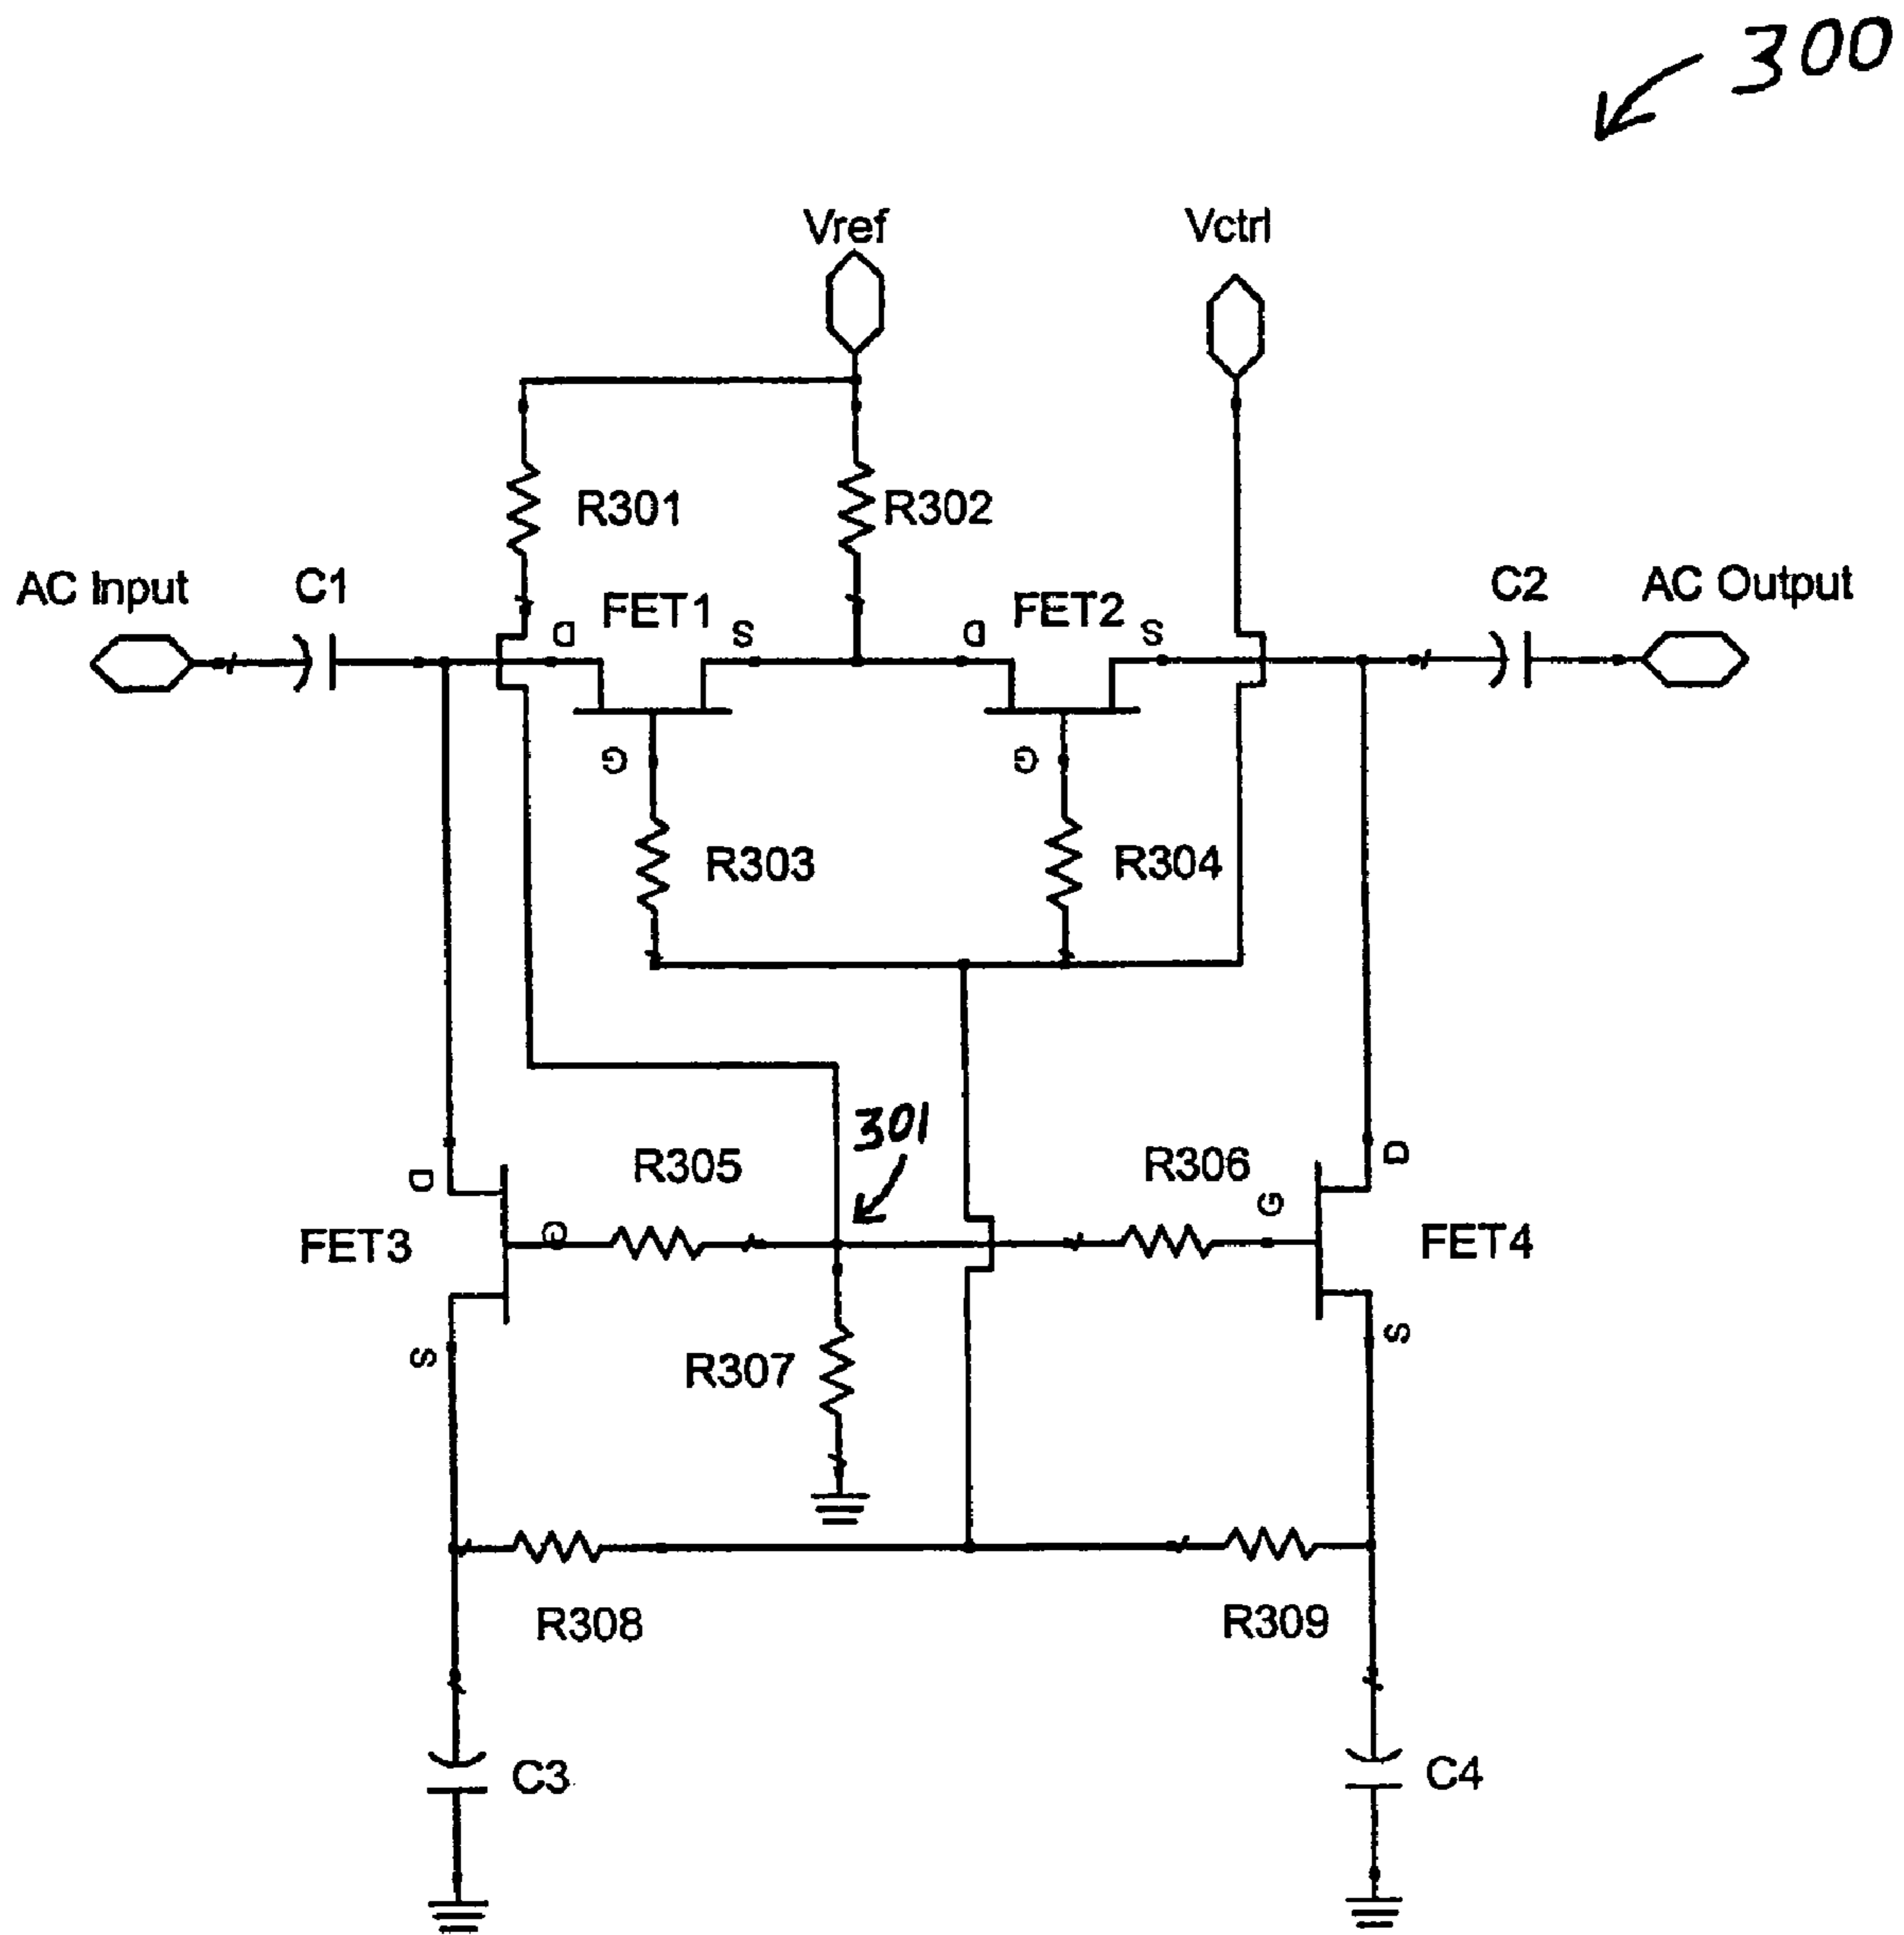 300
Vref
Vctrl
R301
R302
AC Input
C1
FET1
FET2
C2
AC Output
D
S
D
S
G
G
R303
R304
301
R305
R306
D
D
G
G
FET3
FET4
S
S
R307
R308
R309
C3
C4